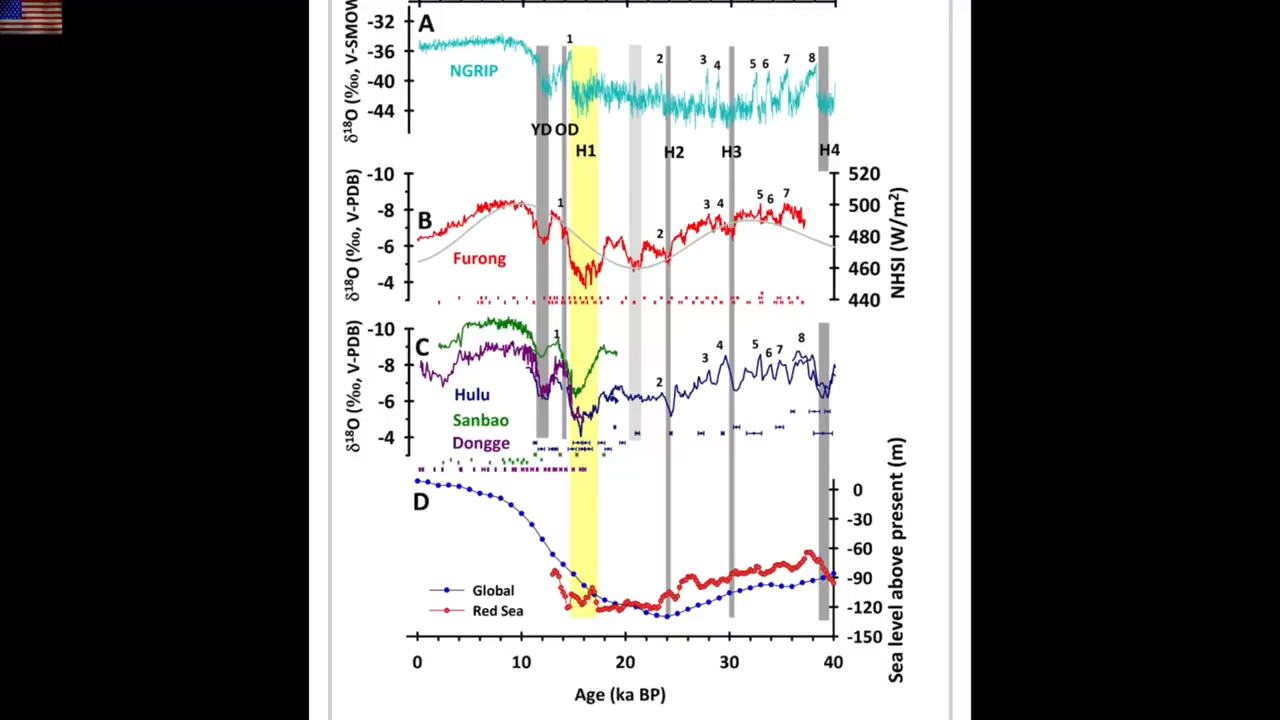 A
δ¹⁸O (‰, V-SMOW
-32
-36
-40
-44
NGRIP
1
2
3
4
5
6
7
8
YD OD
H1
H2
H3
H4
B
δ¹⁸O (‰, V-PDB)
-10
-8
-6
-4
Furong
1
2
3
4
5
6
7
520
500
480
460
440
NHSI (W/m²)
C
δ¹⁸O (‰, V-PDB)
-10
-8
-6
-4
Hulu
Sanbao
Dongge
1
2
3
4
5
6
7
8
D
0
-30
-60
-90
-120
-150
Sea level above present (m)
Global
Red Sea
0 10 20 30 40
Age (ka BP)